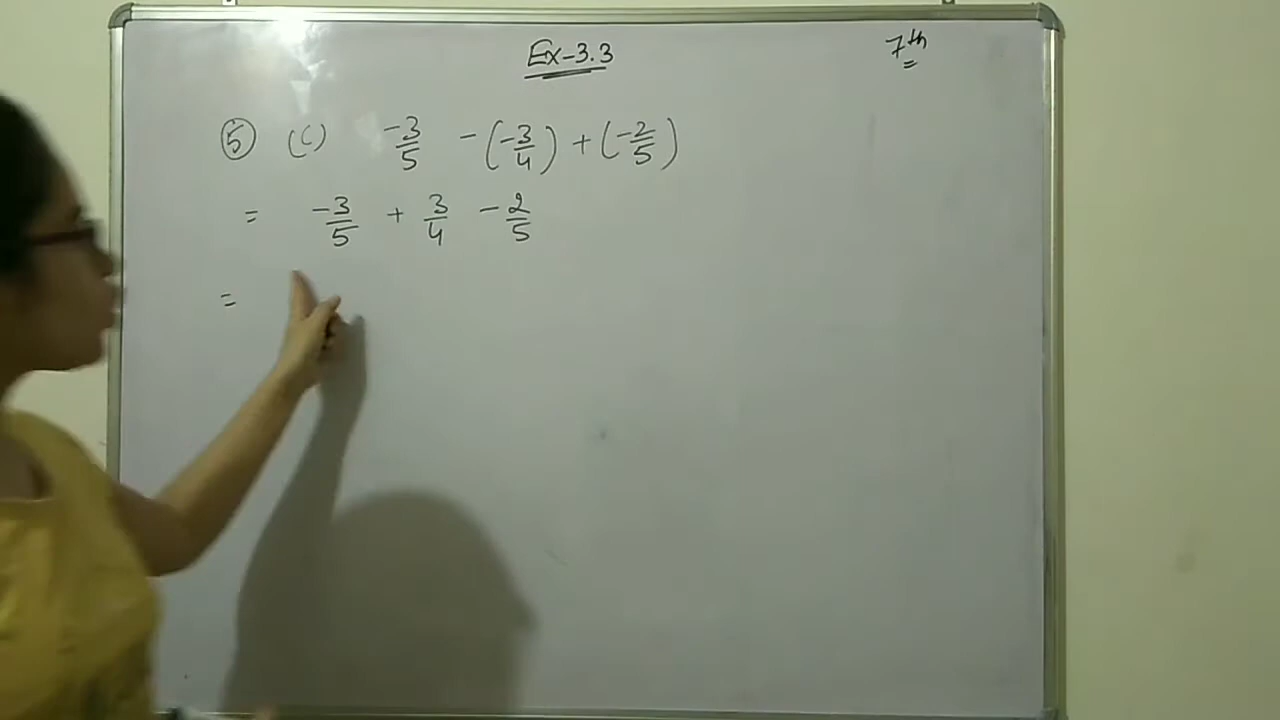 Ex-3.3
7th
5 (c) -3/5 -(-3/4) + (-2/5)
= -3/5 + 3/4 - 2/5
=